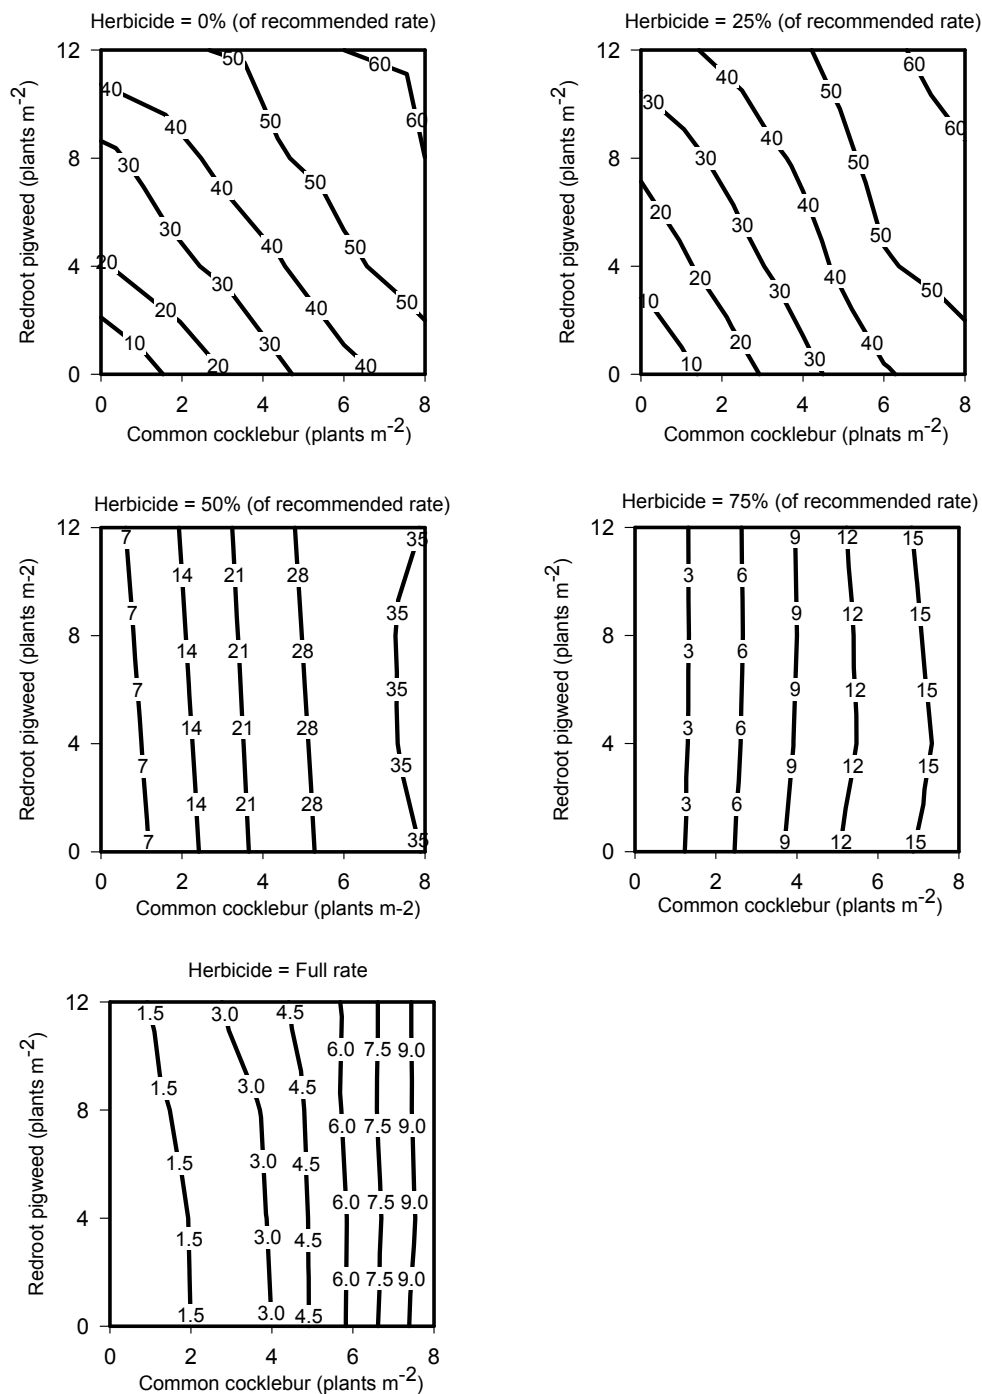 Herbicide = 0% (of recommended rate)
12
8
4
0
Redroot pigweed (plants m-2)
50 60
40
50 40 60
30
50 40
30
40 50
20
30
50
20 40
10 30
20 40
0 2 4 6 8
Common cocklebur (plants m-2)
Herbicide = 25% (of recommended rate)
12
8
4
0
Redroot pigweed (plants m-2)
60
40
50
30
60
40
30 50
20 40
30 50
20 40
30 50
10
20 40
10 30
0 2 4 6 8
Common cocklebur (plnats m-2)
Herbicide = 50% (of recommended rate)
12
8
4
0
Redroot pigweed (plants m-2)
7 35
14 21 28
7 35
14 21 28
7 35
14 21 28
7 35
14 21 28
7 35
0 2 4 6 8
Common cocklebur (plants m-2)
Herbicide = 75% (of recommended rate)
12
8
4
0
Redroot pigweed (plants m-2)
9 12 15
3 6
9 12 15
3 6
9 12 15
3 6
9 12 15
3 6
9 12 15
0 2 4 6 8
Common cocklebur (plants m-2)
Herbicide = Full rate
12
8
4
0
Redroot pigweed (plants m-2)
1.5 3.0 4.5
6.0 7.5 9.0
1.5 3.0 4.5
6.0 7.5 9.0
1.5 3.0 4.5
6.0 7.5 9.0
1.5 3.0 4.5
6.0 7.5 9.0
1.5 3.0 4.5
0 2 4 6 8
Common cocklebur (plants m-2)